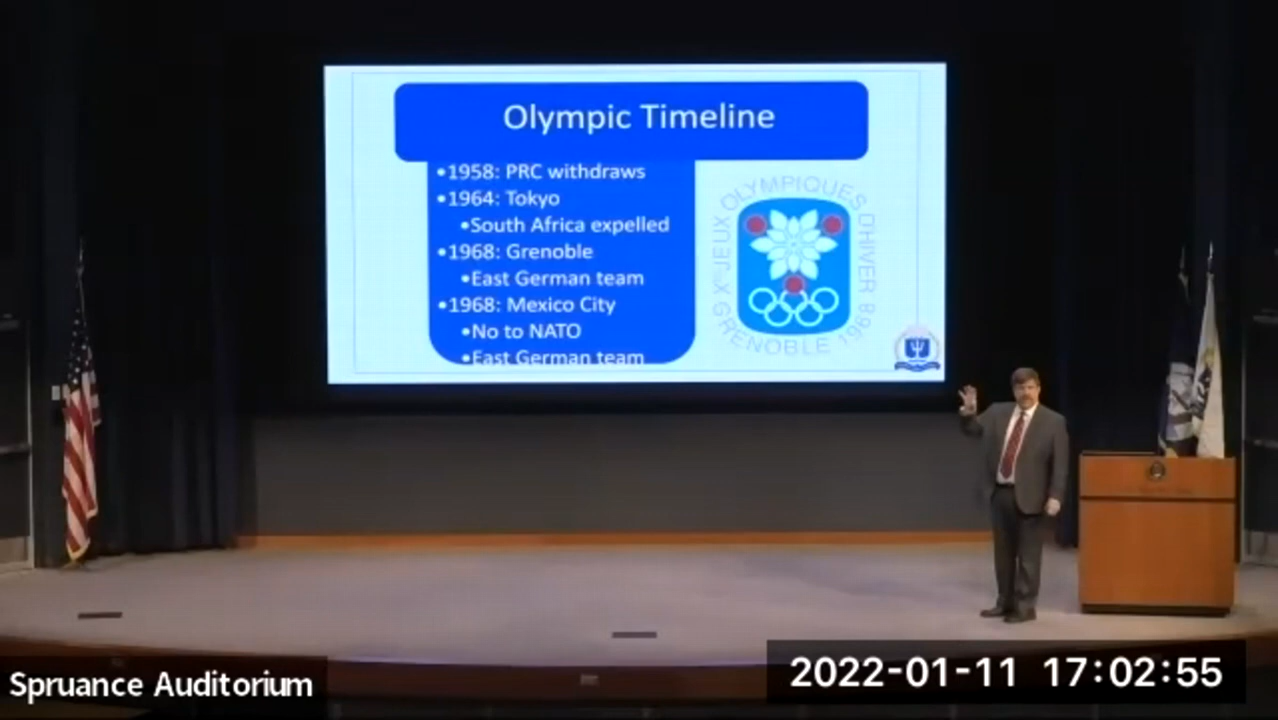 Olympic Timeline
•1958: PRC withdraws
•1964: Tokyo
•South Africa expelled
•1968: Grenoble
•East German team
•1968: Mexico City
•No to NATO
•East German team
XES JEUX OLYMPIQUES D'HIVER
GRENOBLE 1968
Spruance Auditorium
2022-01-11 17:02:55